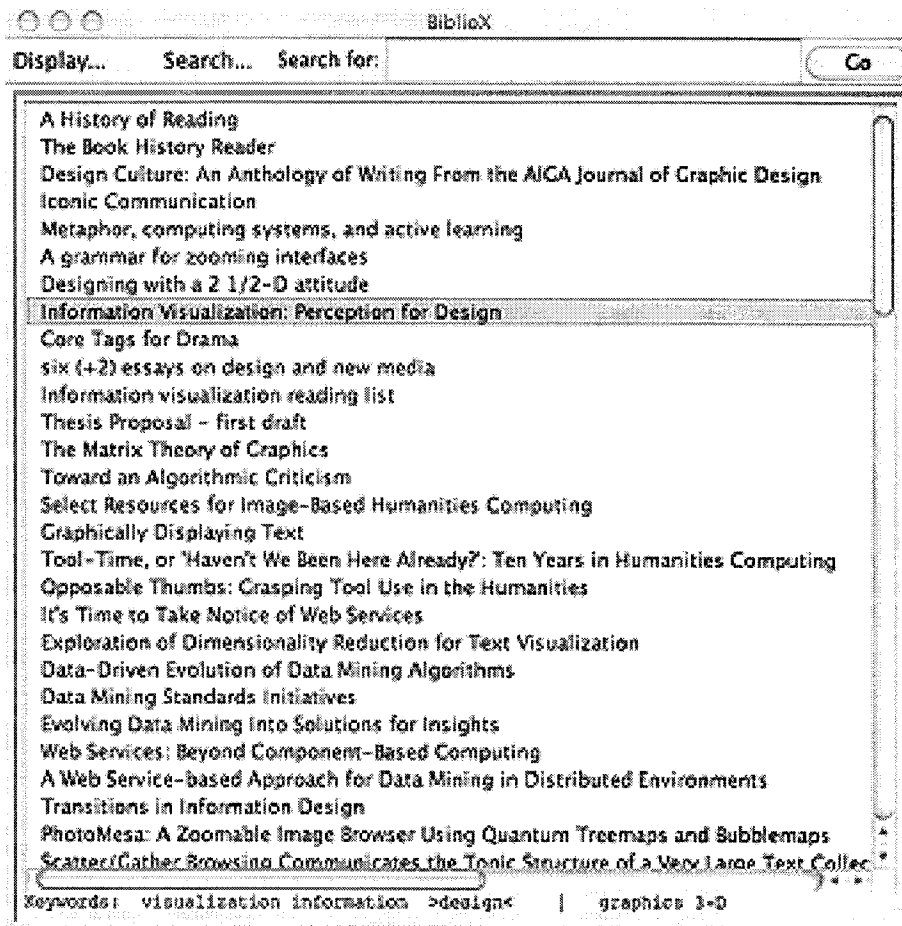 BiblioX
Display... Search... Search for: Go
A History of Reading
The Book History Reader
Design Culture: An Anthology of Writing From the AIGA Journal of Graphic Design
Iconic Communication
Metaphor, computing systems, and active learning
A grammar for zooming interfaces
Designing with a 2 1/2-D attitude
Information Visualization: Perception for Design
Core Tags for Drama
six (+2) essays on design and new media
Information visualization reading list
Thesis Proposal - first draft
The Matrix Theory of Graphics
Toward an Algorithmic Criticism
Select Resources for Image-Based Humanities Computing
Graphically Displaying Text
Tool-Time, or 'Haven't We Been Here Already?': Ten Years in Humanities Computing
Opposable Thumbs: Grasping Tool Use in the Humanities
It's Time to Take Notice of Web Services
Exploration of Dimensionality Reduction for Text Visualization
Data-Driven Evolution of Data Mining Algorithms
Data Mining Standards Initiatives
Evolving Data Mining Into Solutions for Insights
Web Services: Beyond Component-Based Computing
A Web Service-based Approach for Data Mining in Distributed Environments
Transitions in Information Design
PhotoMesa: A Zoomable Image Browser Using Quantum Treemaps and Bubblemaps
Scatter/Gather Browsing Communicates the Topic Structure of a Very Large Text Collec
Keywords: visualization information >design< | graphics 3-D